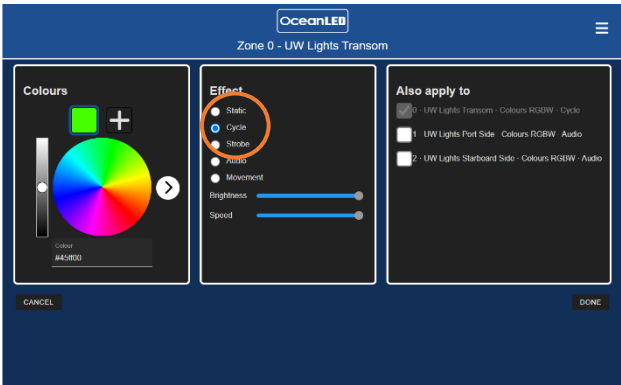 OceanLED
Zone 0 - UW Lights Transom
Colours
Colour
#45ff00
Effect
Static
Cycle
Strobe
Audio
Movement
Brightness
Speed
Also apply to
0 - UW Lights Transom - Colours RGBW - Cycle
1 - UW Lights Port Side - Colours RGBW - Audio
2 - UW Lights Starboard Side - Colours RGBW - Audio
CANCEL
DONE